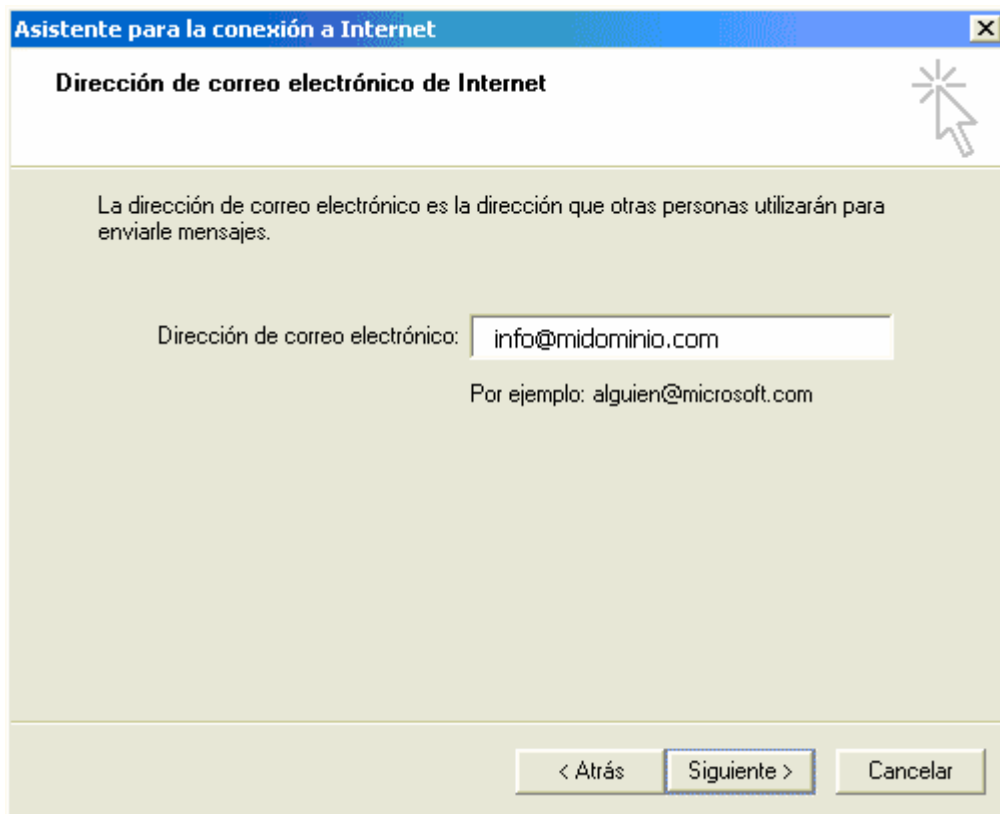 Asistente para la conexión a Internet
Dirección de correo electrónico de Internet
La dirección de correo electrónico es la dirección que otras personas utilizarán para
enviarle mensajes.
Dirección de correo electrónico: info@midominio.com
Por ejemplo: alguien@microsoft.com
< Atrás Siguiente > Cancelar